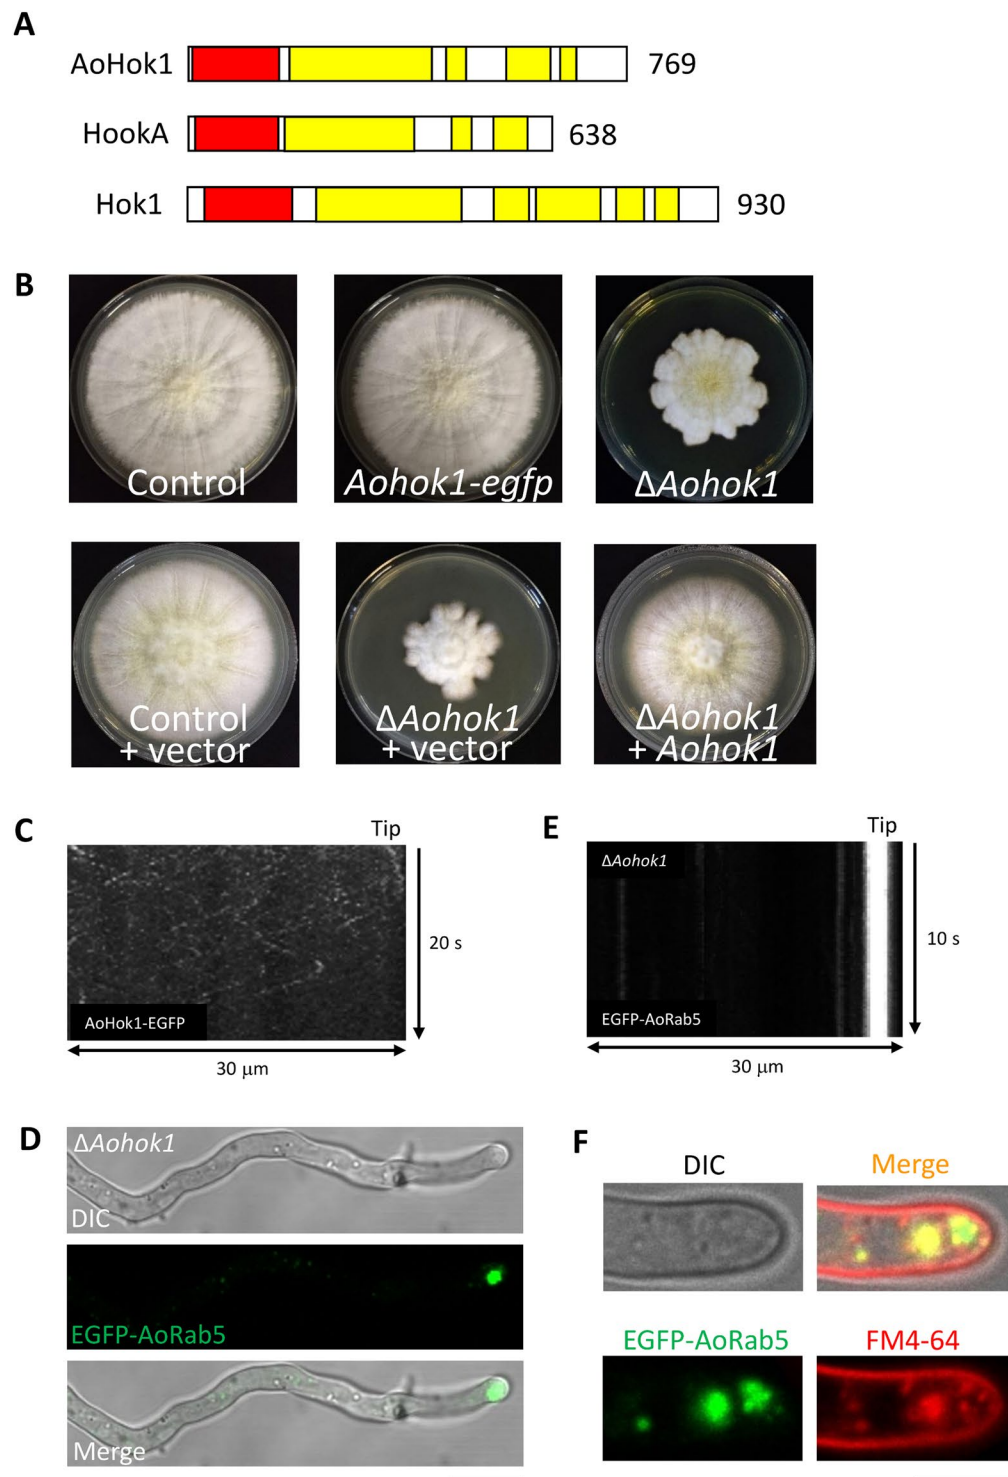 A
AoHok1
769
HookA
638
Hok1
930
B
Control
Aohok1-egfp
ΔAohok1
Control
+ vector
ΔAohok1
+ vector
ΔAohok1
+ Aohok1
C
Tip
20 s
AoHok1-EGFP
30 μm
E
Tip
ΔAohok1
10 s
EGFP-AoRab5
30 μm
D
ΔAohok1
DIC
EGFP-AoRab5
Merge
F
DIC
Merge
EGFP-AoRab5
FM4-64